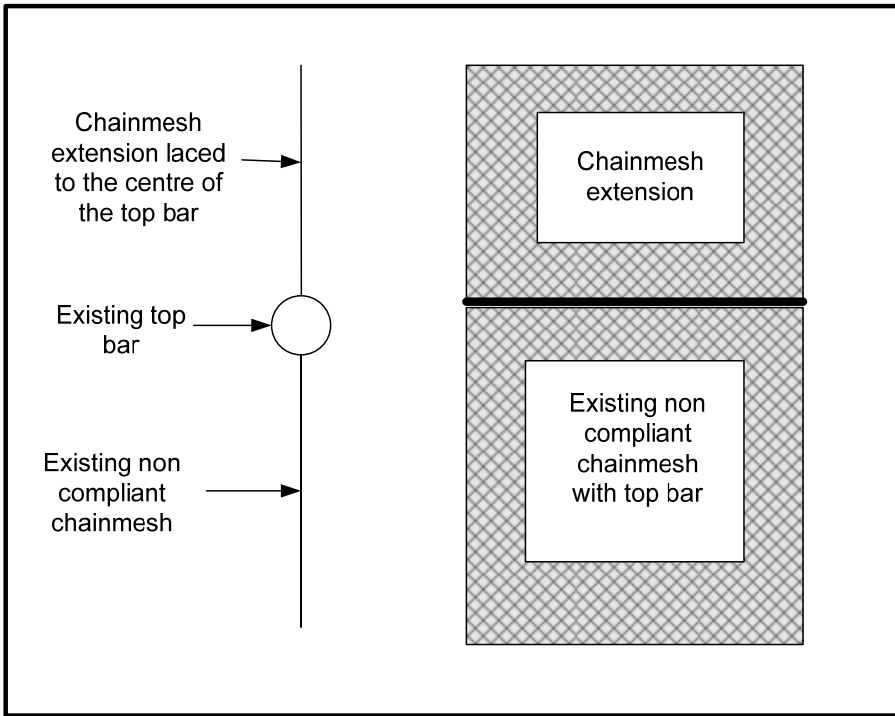 Chainmesh
extension laced
to the centre of
the top bar
Existing top
bar
Existing non
compliant
chainmesh
Chainmesh
extension
Existing non
compliant
chainmesh
with top bar